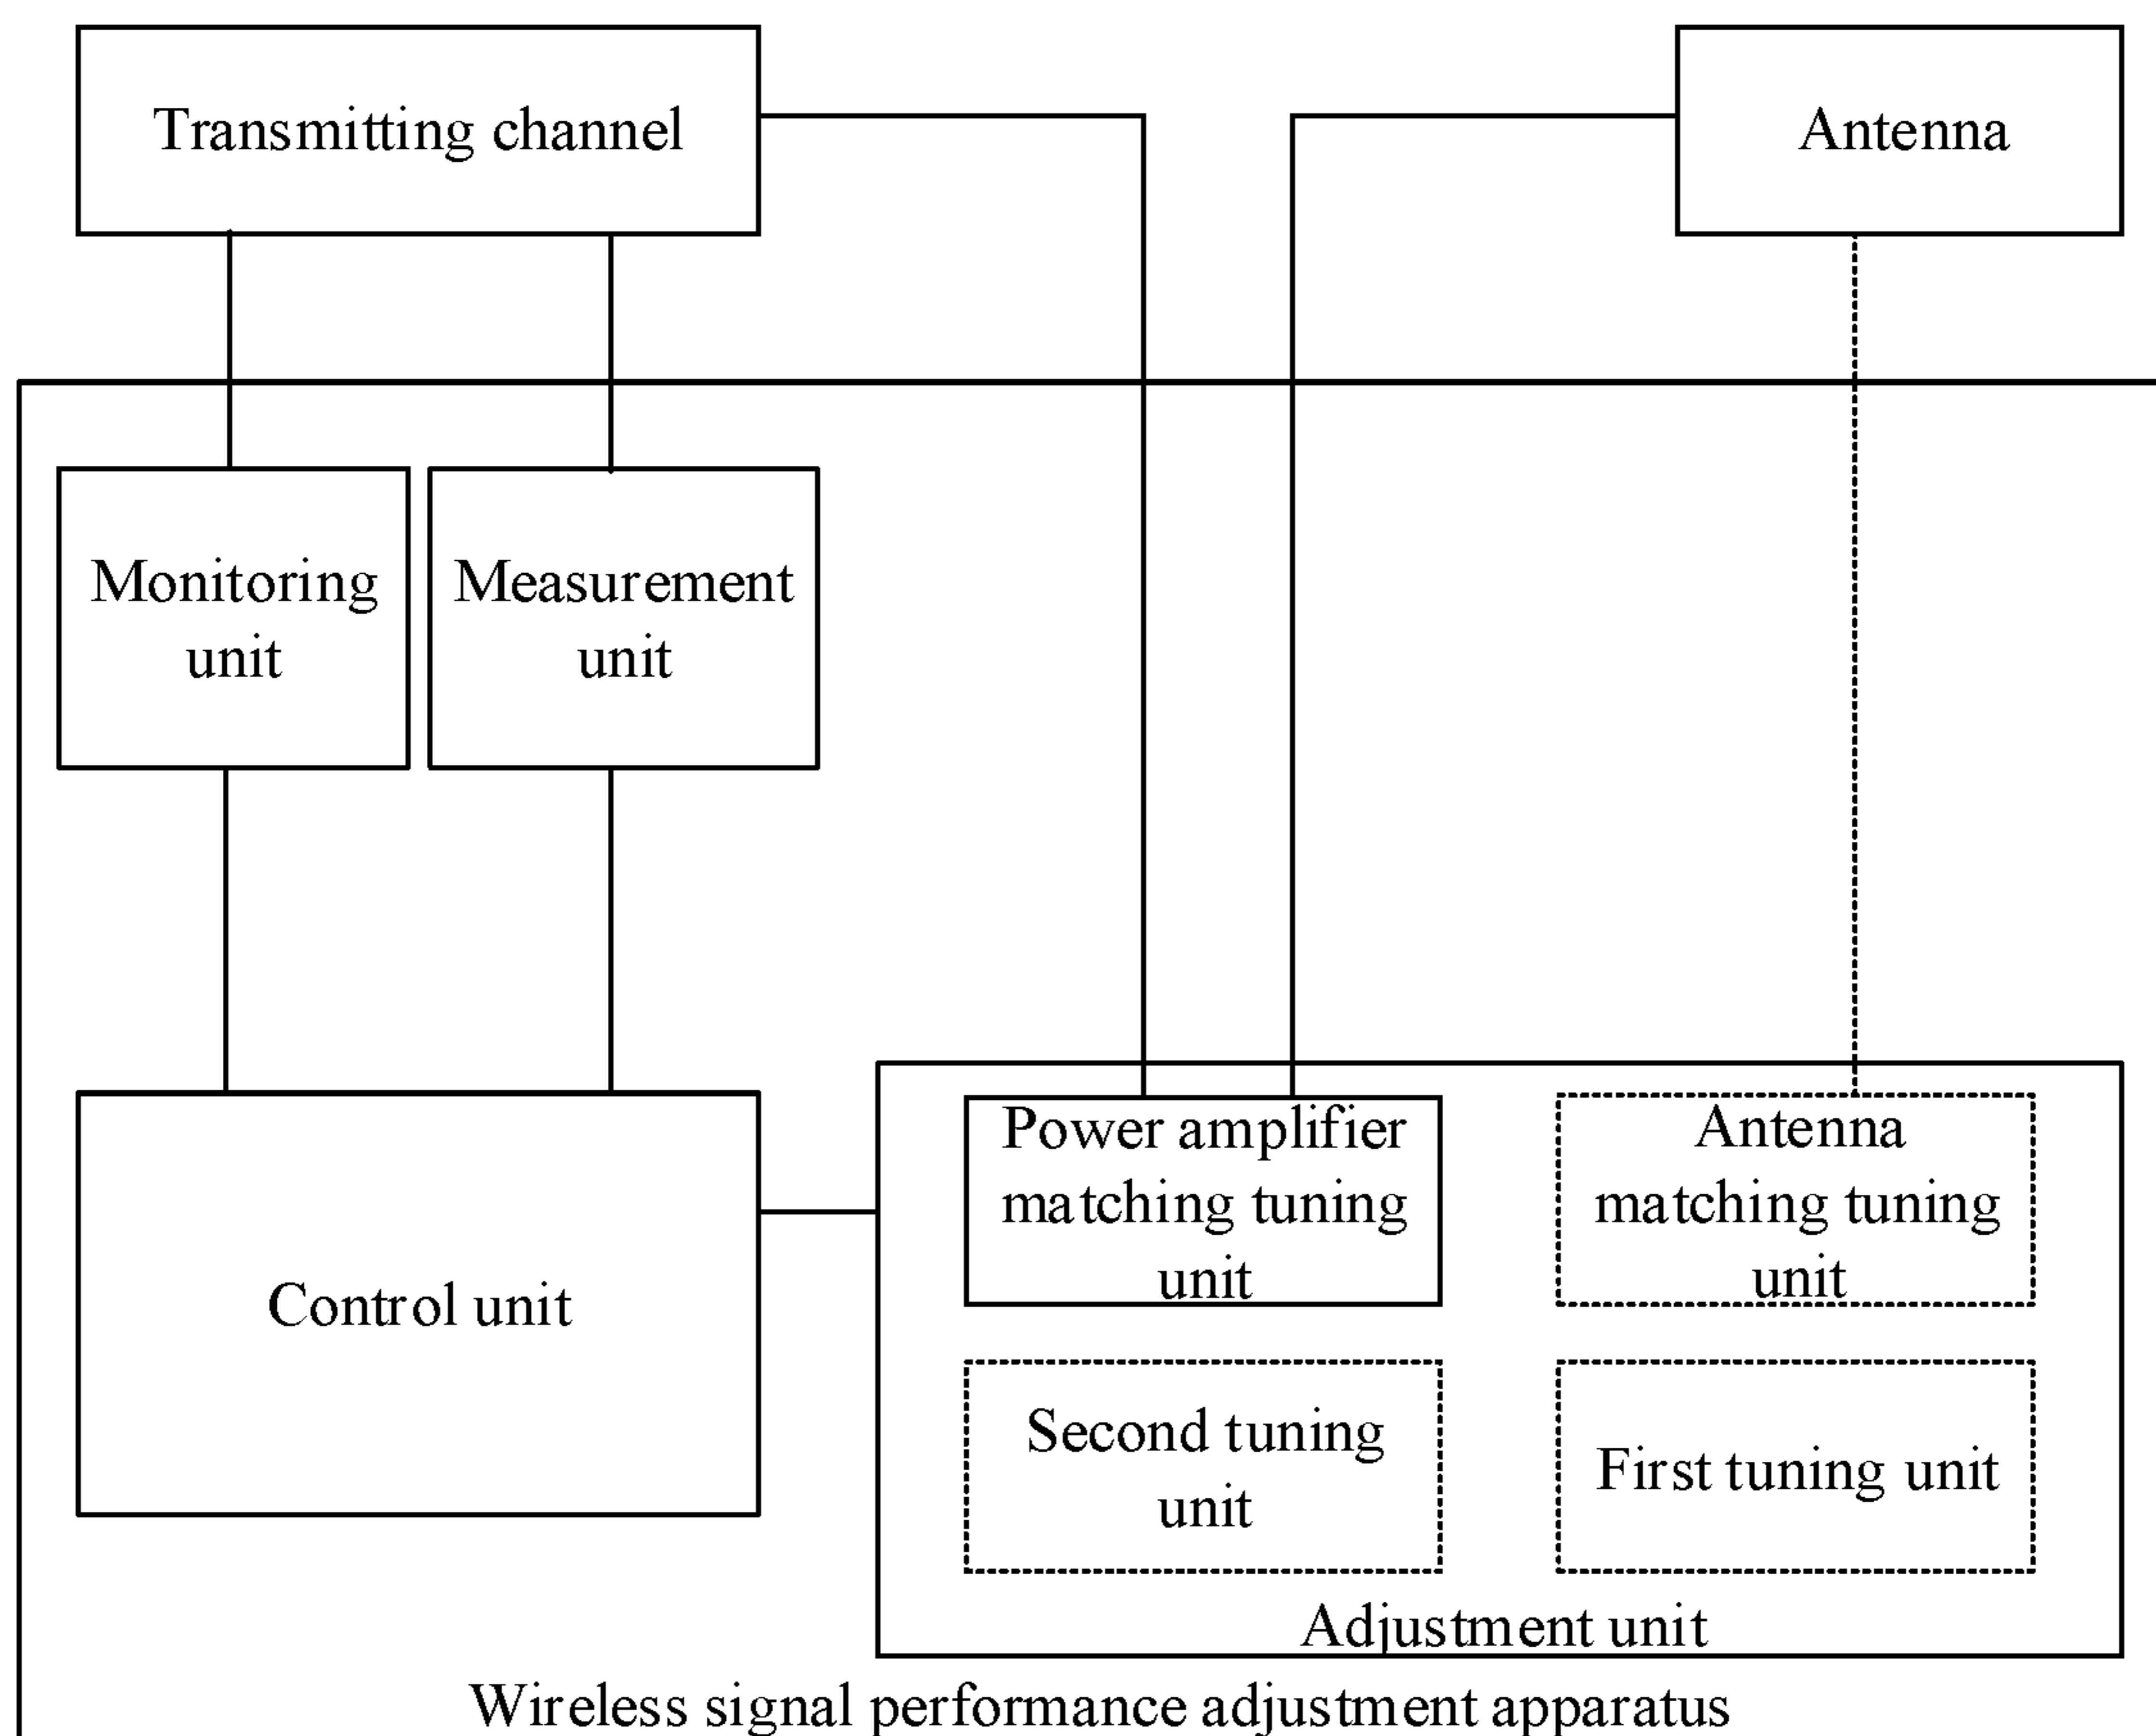 Transmitting channel
Antenna
Monitoring
unit
Measurement
unit
Control unit
Power amplifier
matching tuning
unit
Antenna
matching tuning
unit
Second tuning
unit
First tuning unit
Adjustment unit
Wireless signal performance adjustment apparatus